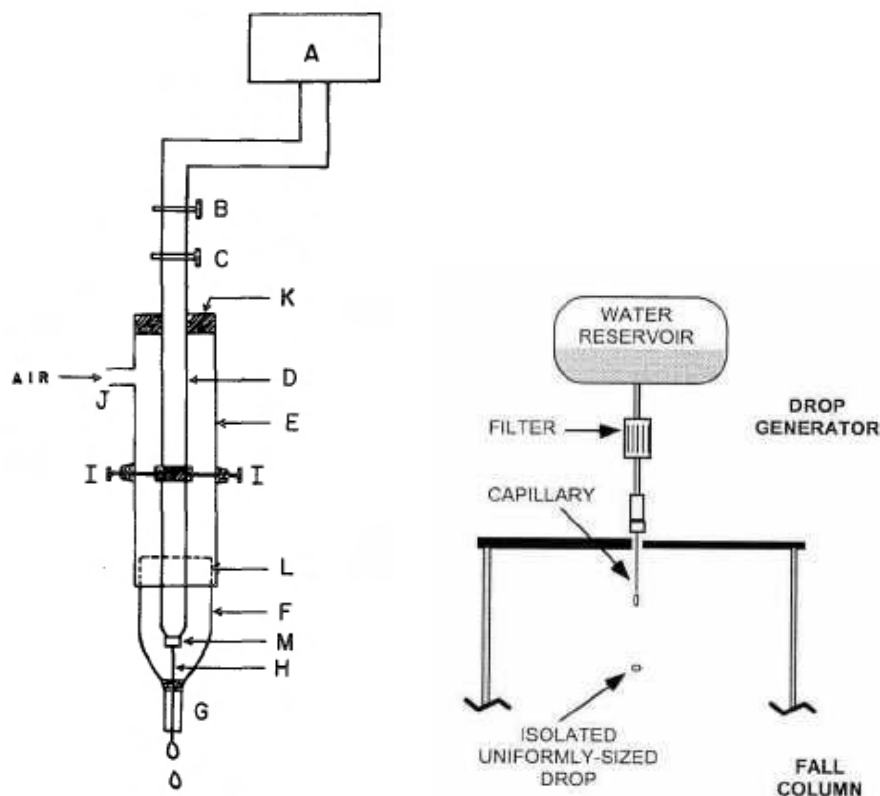 A
B
C
K
AIR
J
D
E
I
I
L
F
M
H
G
WATER
RESERVOIR
DROP
GENERATOR
FILTER
CAPILLARY
ISOLATED
UNIFORMLY-SIZED
DROP
FALL
COLUMN